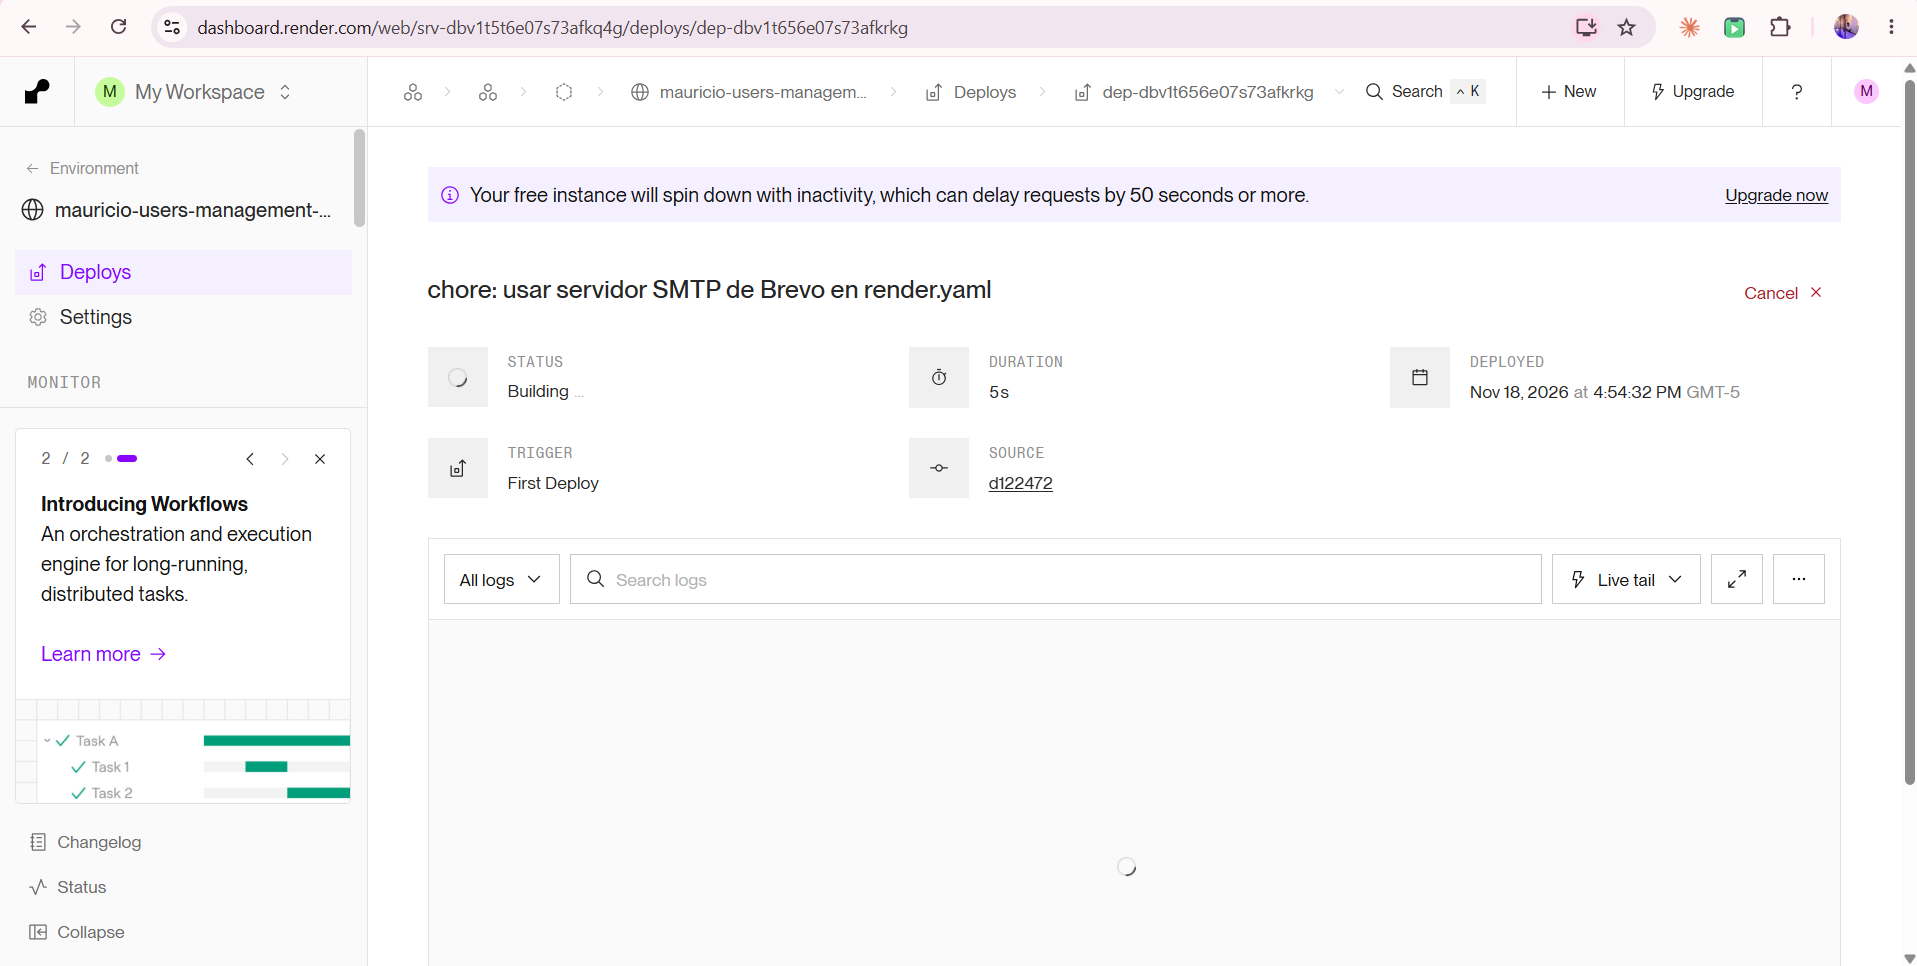 dashboard.render.com/web/srv-dbv1t5t6e07s73afkq4g/deploys/dep-dbv1t656e07s73afkrkg
M My Workspace
mauricio-users-managem...
Deploys
dep-dbv1t656e07s73afkrkg
Search ^ K
+ New
Upgrade
?
M
Environment
mauricio-users-management-...
Deploys
Settings
MONITOR
2 / 2
Introducing Workflows
An orchestration and execution
engine for long-running,
distributed tasks.
Learn more →
Task A
Task 1
Task 2
Changelog
Status
Collapse
Your free instance will spin down with inactivity, which can delay requests by 50 seconds or more.
Upgrade now
chore: usar servidor SMTP de Brevo en render.yaml
Cancel
STATUS
Building ...
DURATION
5s
DEPLOYED
Nov 18, 2026 at 4:54:32 PM GMT-5
TRIGGER
First Deploy
SOURCE
d122472
All logs
Search logs
Live tail